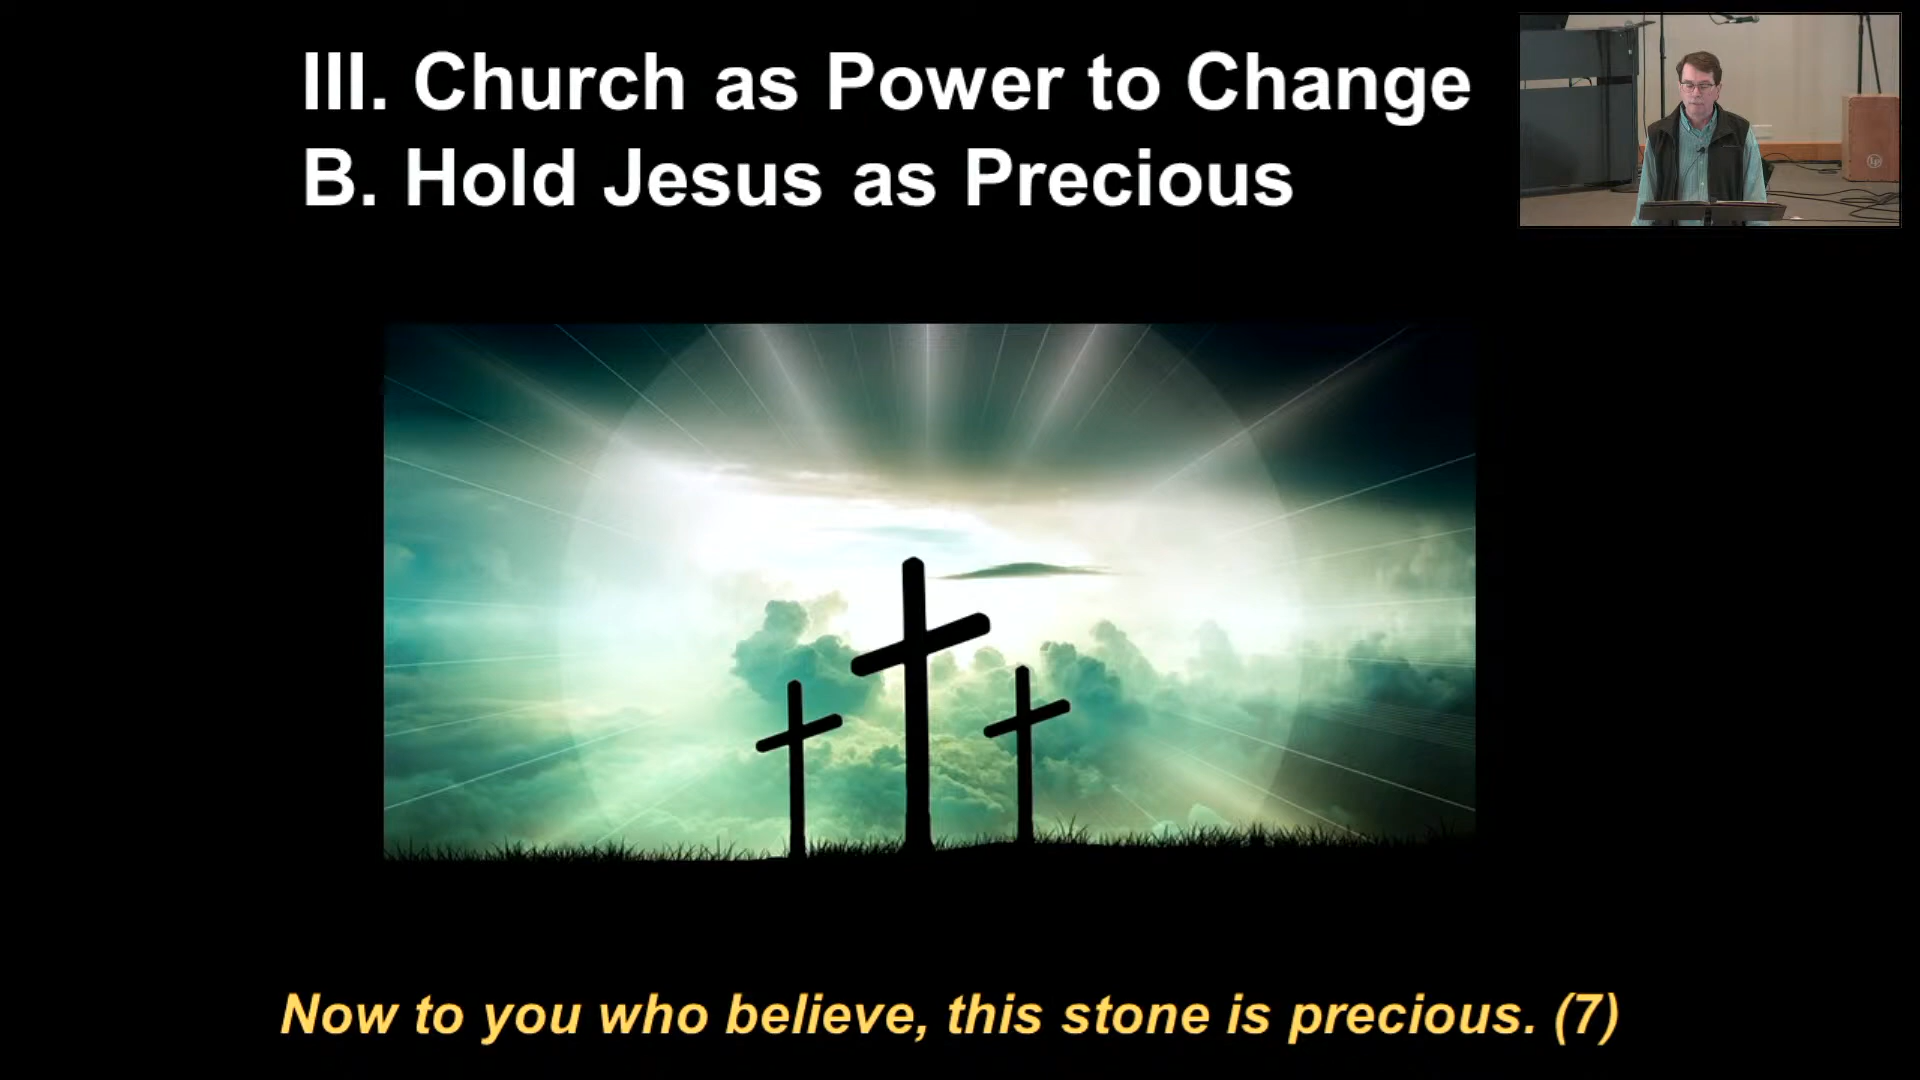 III. Church as Power to Change
B. Hold Jesus as Precious
LP
Now to you who believe, this stone is precious. (7)